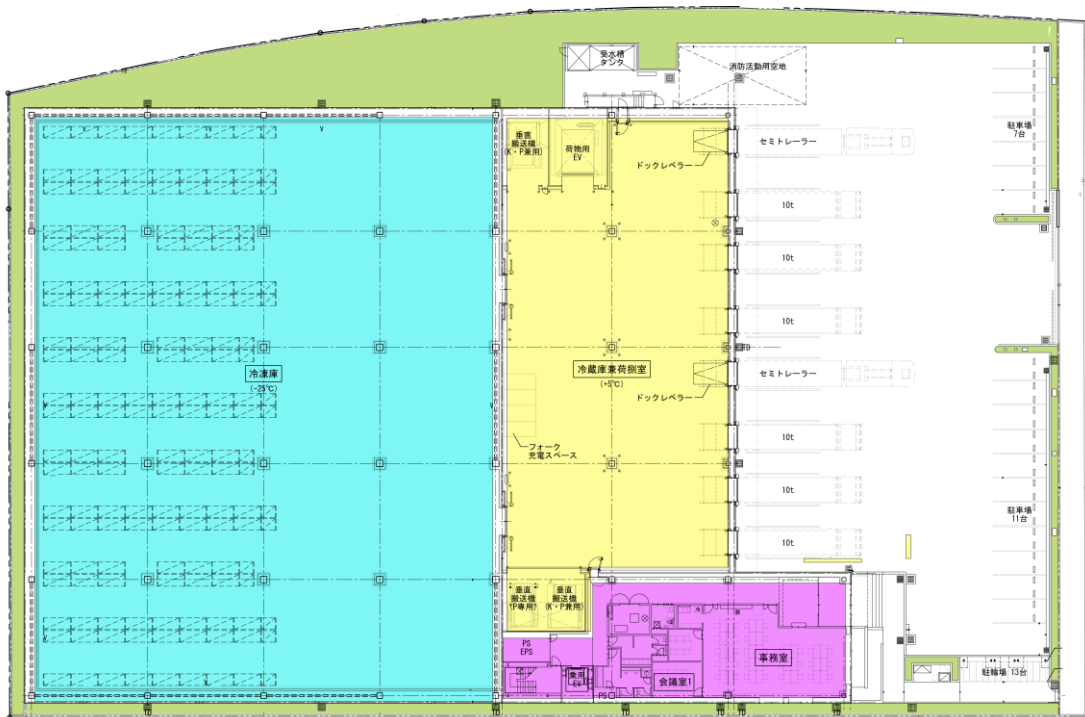 受水槽
タンク
消防活動用空地
駐車場
7台
垂直
搬送機
(K・P兼用)
荷物用
EV
セミトレーラー
ドックレベラー
10t
10t
10t
冷凍庫
(-25℃)
冷蔵庫兼荷捌室
(+5℃)
セミトレーラー
ドックレベラー
フォーク
充電スペース
10t
10t
10t
駐車場
11台
垂直
搬送機
(P専用)
垂直
搬送機
(K・P兼用)
PS
EPS
乗用
EV
PS
会議室1
事務室
駐輪場 13台